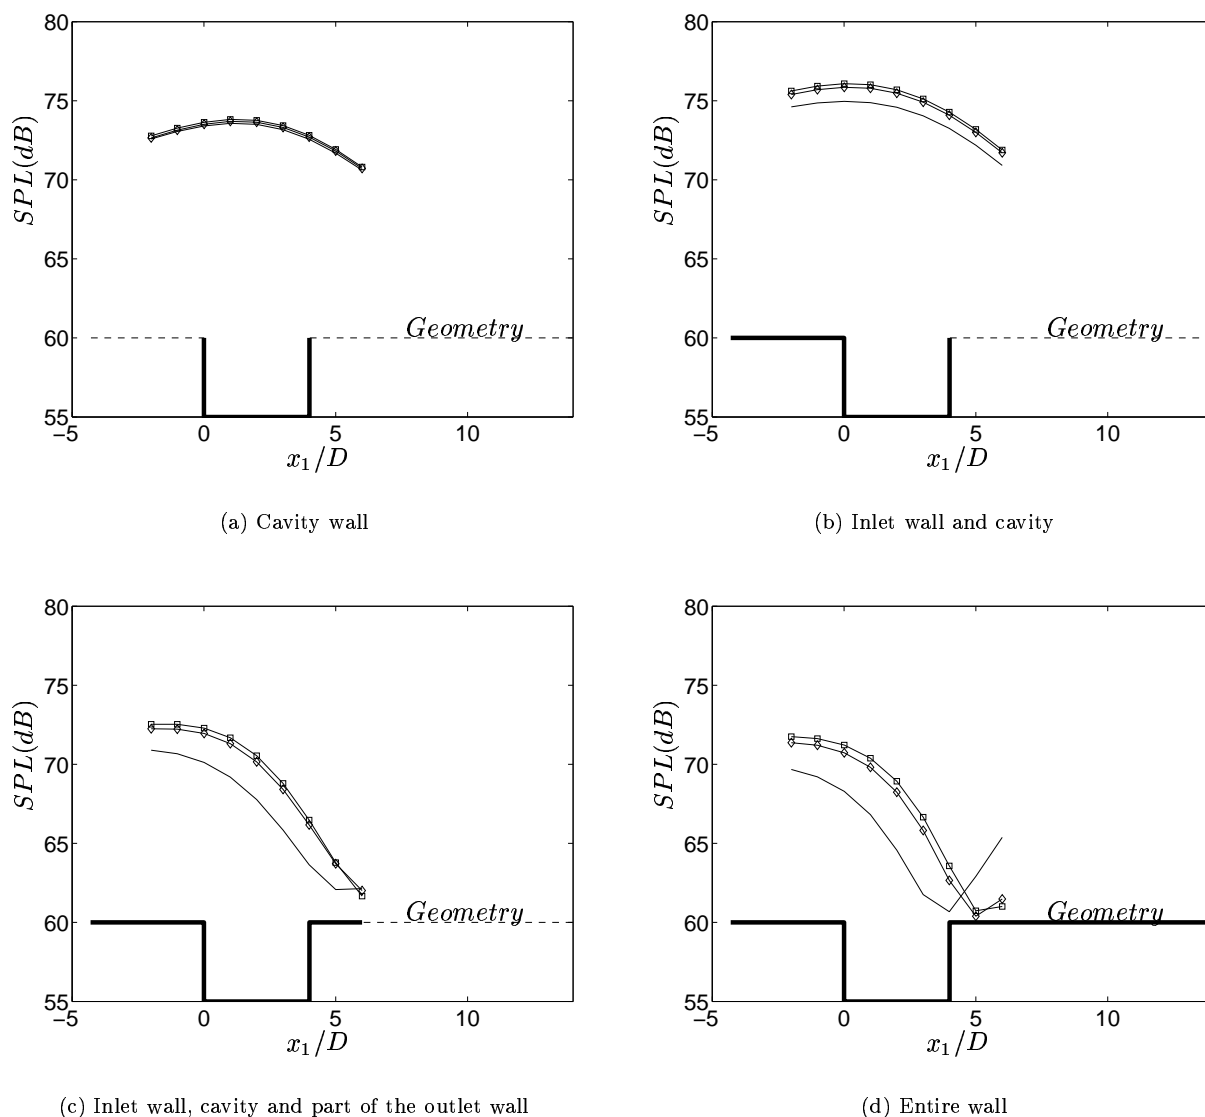 80
75
70
65
60
55
−5
0
5
10
SPL(dB)
x₁/D
Geometry
(a) Cavity wall
80
75
70
65
60
55
−5
0
5
10
SPL(dB)
x₁/D
Geometry
(b) Inlet wall and cavity
80
75
70
65
60
55
−5
0
5
10
SPL(dB)
x₁/D
Geometry
(c) Inlet wall, cavity and part of the outlet wall
80
75
70
65
60
55
−5
0
5
10
SPL(dB)
x₁/D
Geometry
(d) Entire wall